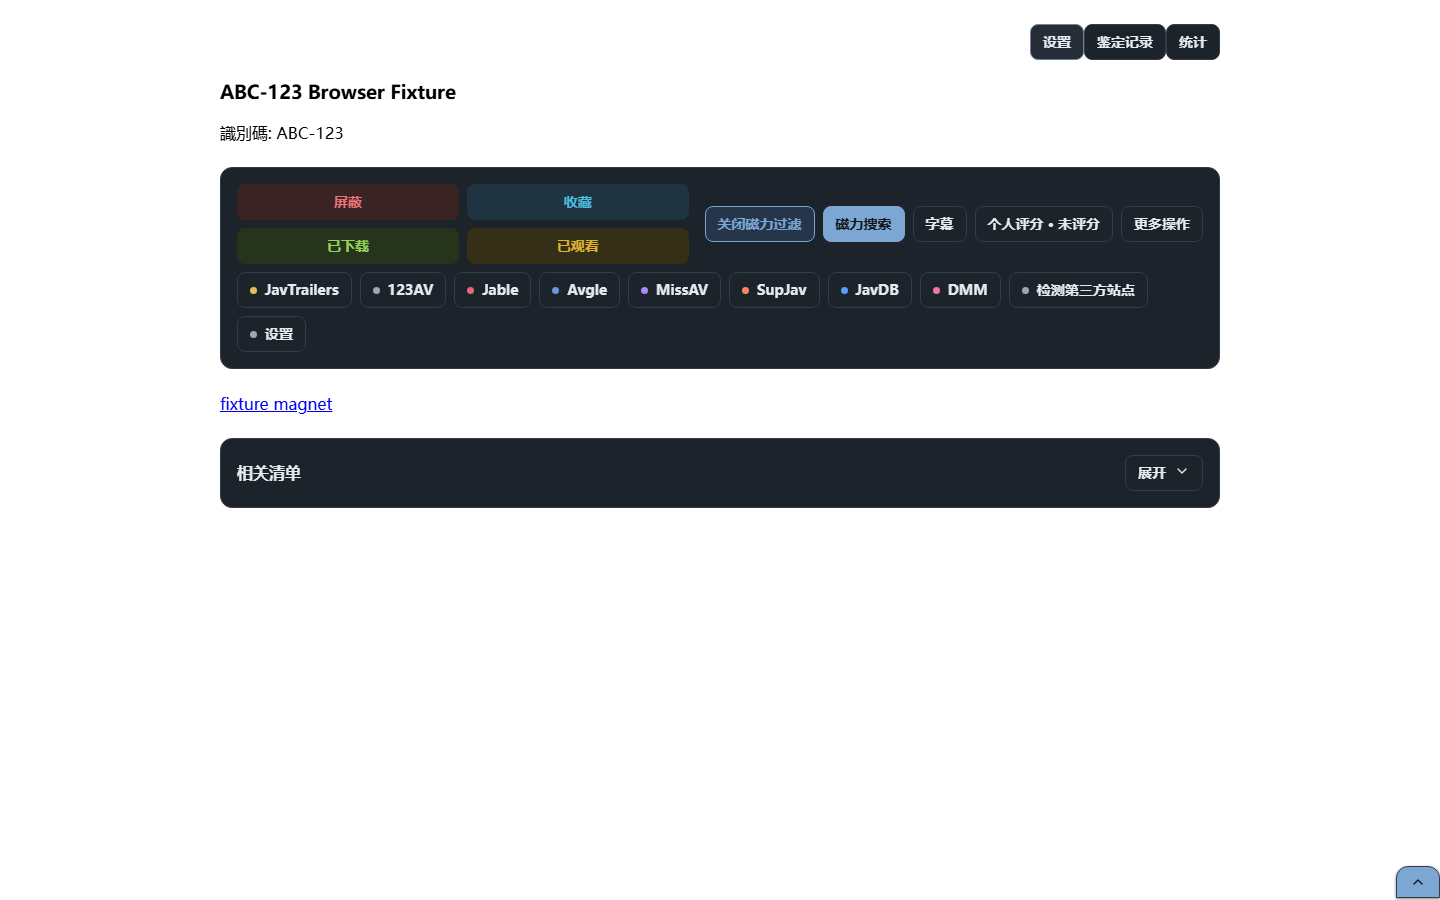 设置 鉴定记录 统计
ABC-123 Browser Fixture
識別碼: ABC-123
屏蔽 收藏
已下载 已观看
关闭磁力过滤 磁力搜索 字幕 个人评分 • 未评分 更多操作
JavTrailers 123AV Jable Avgle MissAV SupJav JavDB DMM 检测第三方站点
设置
fixture magnet
相关清单 展开